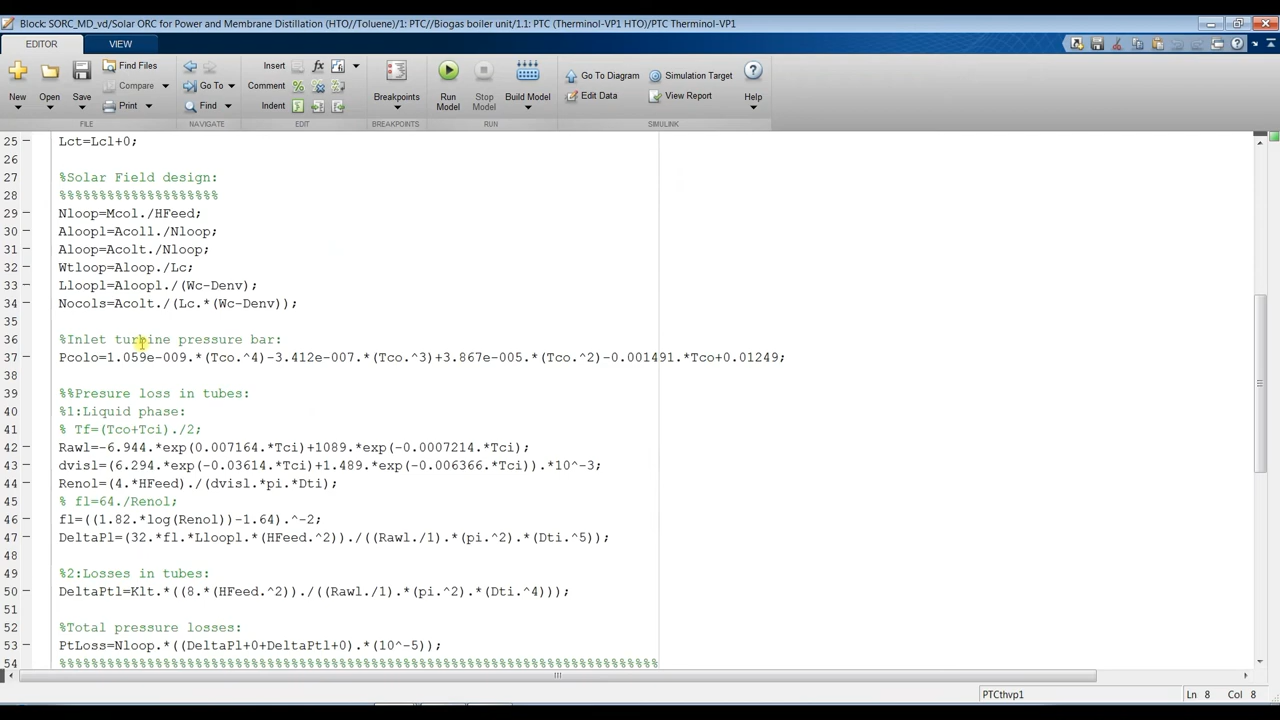 Block: SORC_MD_vd/Solar ORC for Power and Membrane Distillation (HTO//Toluene)/1: PTC//Biogas boiler unit/1.1: PTC (Therminol-VP1 HTO)/PTC Therminol-VP1
EDITOR VIEW
New Open Save Find Files Compare Print
Go To Find
Insert Comment Indent
Breakpoints
Run Model Stop Model Build Model
Go To Diagram Simulation Target
Edit Data View Report
Help
FILE NAVIGATE EDIT BREAKPOINTS RUN SIMULINK
25 Lct=Lcl+0;
26
27 %Solar Field design:
28 %%%%%%%%%%%%%%%%%%%%
29 Nloop=Mcol./HFeed;
30 Aloopl=Acoll./Nloop;
31 Aloop=Acolt./Nloop;
32 Wtloop=Aloop./Lc;
33 Lloopl=Aloopl./(Wc-Denv);
34 Nocols=Acolt./(Lc.*(Wc-Denv));
35
36 %Inlet turbine pressure bar:
37 Pcolo=1.059e-009.*(Tco.^4)-3.412e-007.*(Tco.^3)+3.867e-005.*(Tco.^2)-0.001491.*Tco+0.01249;
38
39 %%Presure loss in tubes:
40 %1:Liquid phase:
41 % Tf=(Tco+Tci)./2;
42 Rawl=-6.944.*exp(0.007164.*Tci)+1089.*exp(-0.0007214.*Tci);
43 dvisl=(6.294.*exp(-0.03614.*Tci)+1.489.*exp(-0.006366.*Tci)).*10^-3;
44 Renol=(4.*HFeed)./(dvisl.*pi.*Dti);
45 % fl=64./Renol;
46 fl=((1.82.*log(Renol))-1.64).^-2;
47 DeltaPl=(32.*fl.*Lloopl.*(HFeed.^2))./((Rawl./1).*(pi.^2).*(Dti.^5));
48
49 %2:Losses in tubes:
50 DeltaPtl=Klt.*((8.*(HFeed.^2))./((Rawl./1).*(pi.^2).*(Dti.^4)));
51
52 %Total pressure losses:
53 PtLoss=Nloop.*((DeltaPl+0+DeltaPtl+0).*(10^-5));
54 %%%%%%%%%%%%%%%%%%%%%%%%%%%%%%%%%%%%%%%%%%%%%%%%%%%%%%%%%%%%%%%%%%%%%%%%%%%
PTCthvp1 Ln 8 Col 8